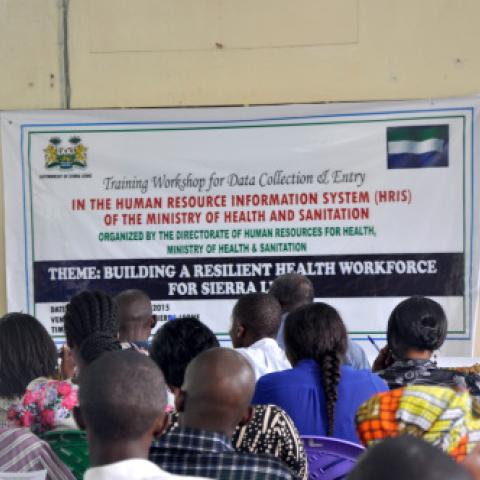 GOVERNMENT OF SIERRA LEONE
Training Workshop for Data Collection & Entry
IN THE HUMAN RESOURCE INFORMATION SYSTEM (HRIS)
OF THE MINISTRY OF HEALTH AND SANITATION
ORGANIZED BY THE DIRECTORATE OF HUMAN RESOURCES FOR HEALTH,
MINISTRY OF HEALTH & SANITATION
THEME: BUILDING A RESILIENT HEALTH WORKFORCE
FOR SIERRA
2015